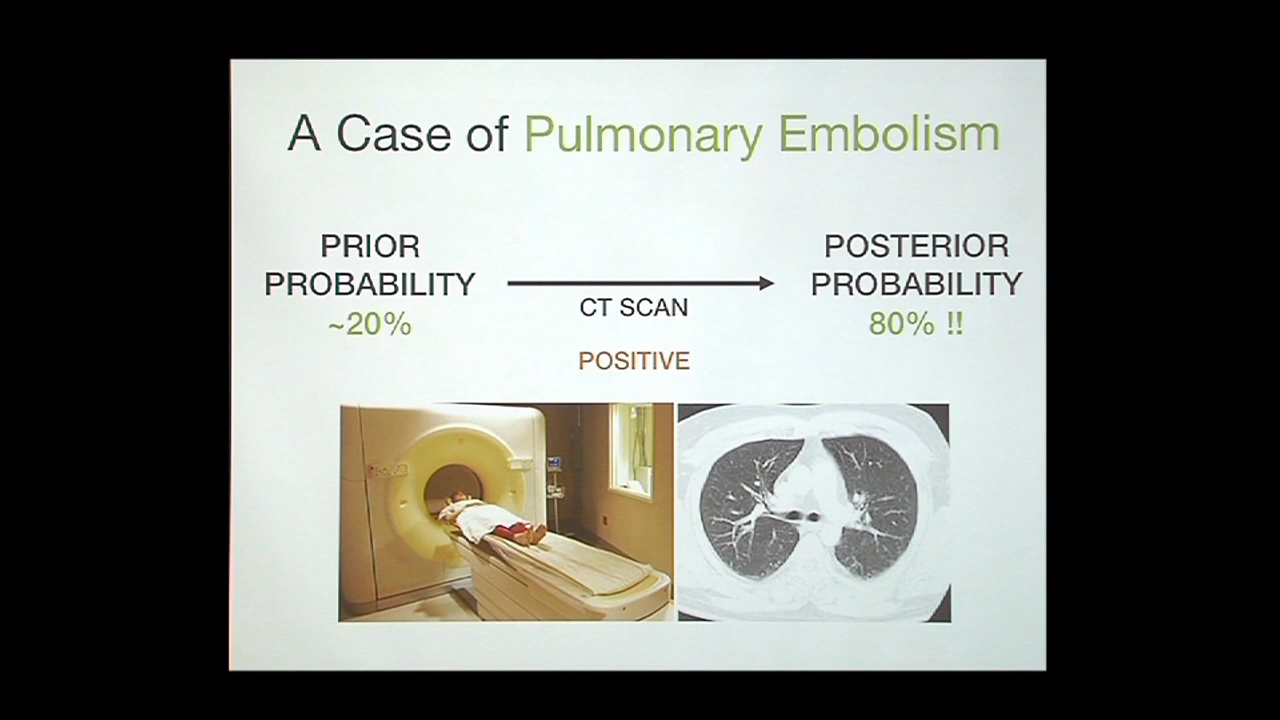 A Case of Pulmonary Embolism
PRIOR
PROBABILITY
~20%
CT SCAN
POSITIVE
POSTERIOR
PROBABILITY
80% !!